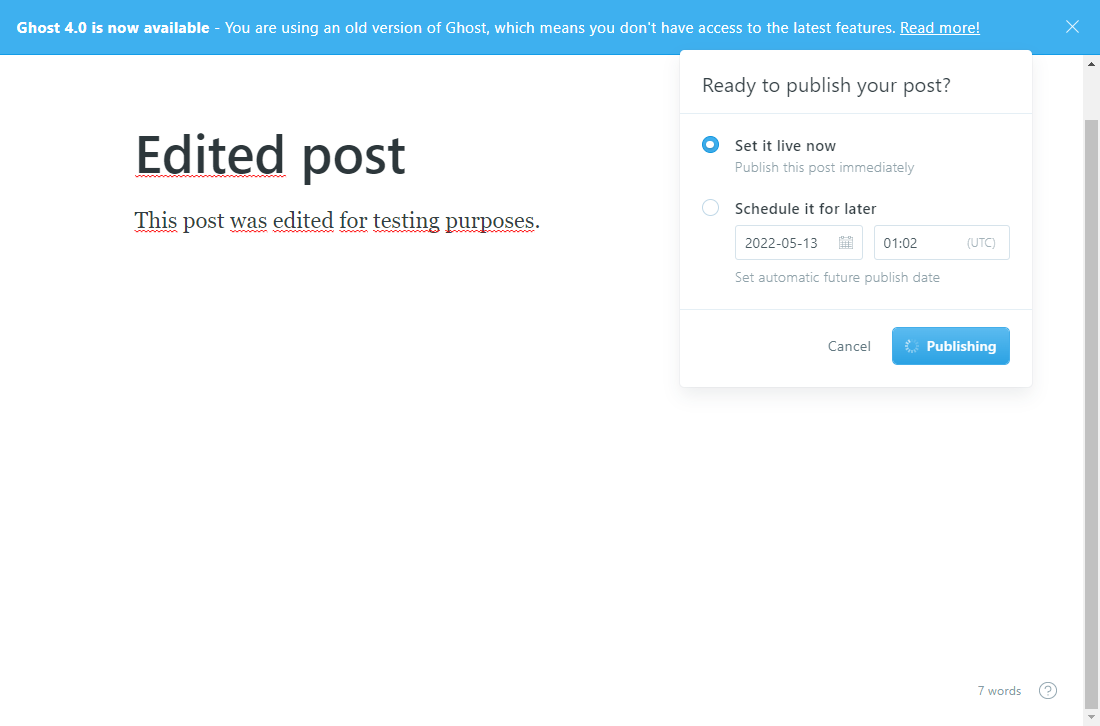 Ghost 4.0 is now available - You are using an old version of Ghost, which means you don't have access to the latest features. Read more!
Ready to publish your post?
Edited post
Set it live now
Publish this post immediately
This post was edited for testing purposes.
Schedule it for later
2022-05-13 01:02 (UTC)
Set automatic future publish date
Cancel Publishing
7 words ?